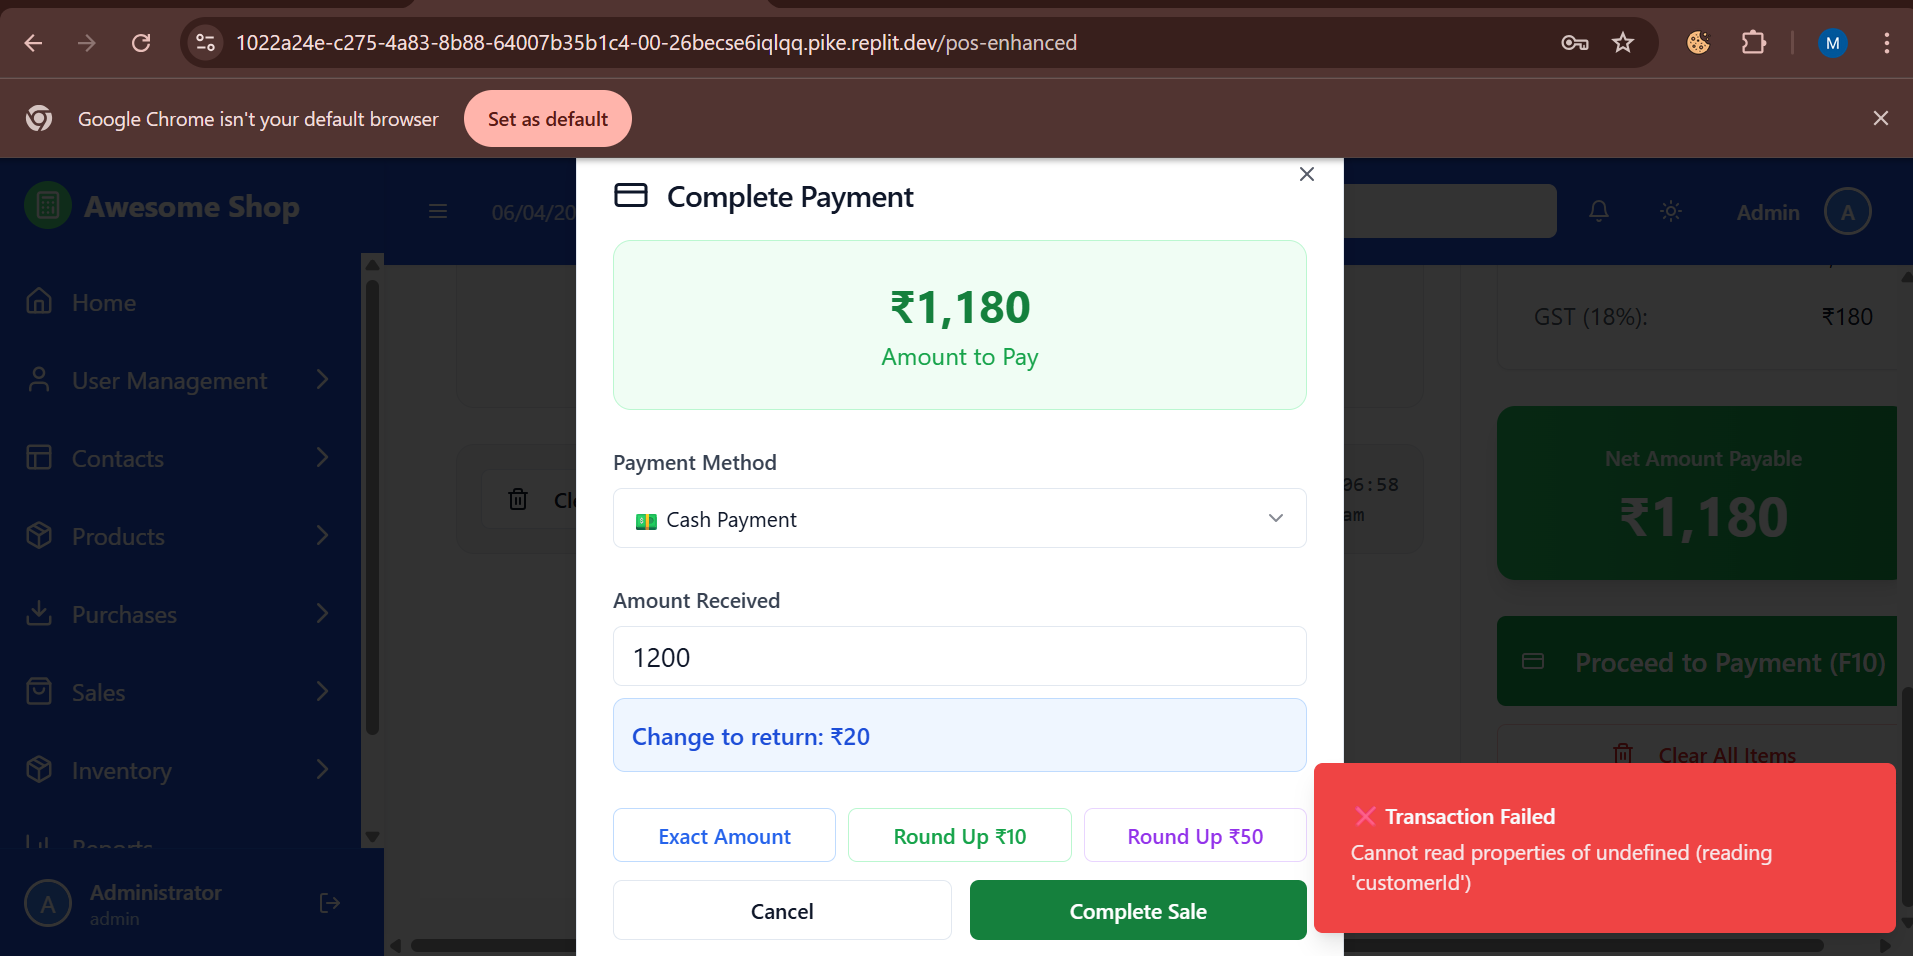 1022a24e-c275-4a83-8b88-64007b35b1c4-00-26becse6iqlqq.pike.replit.dev/pos-enhanced
M
Google Chrome isn't your default browser
Set as default
Awesome Shop
06/04/20
Admin
A
Complete Payment
₹1,180
Amount to Pay
Home
User Management
Contacts
Products
Purchases
Sales
Inventory
Reports
Administrator
admin
A
Payment Method
Cash Payment
Amount Received
1200
Change to return: ₹20
Exact Amount
Round Up ₹10
Round Up ₹50
Cancel
Complete Sale
06:58
am
GST (18%):
₹180
Net Amount Payable
₹1,180
Proceed to Payment (F10)
Clear All Items
Transaction Failed
Cannot read properties of undefined (reading
'customerId')